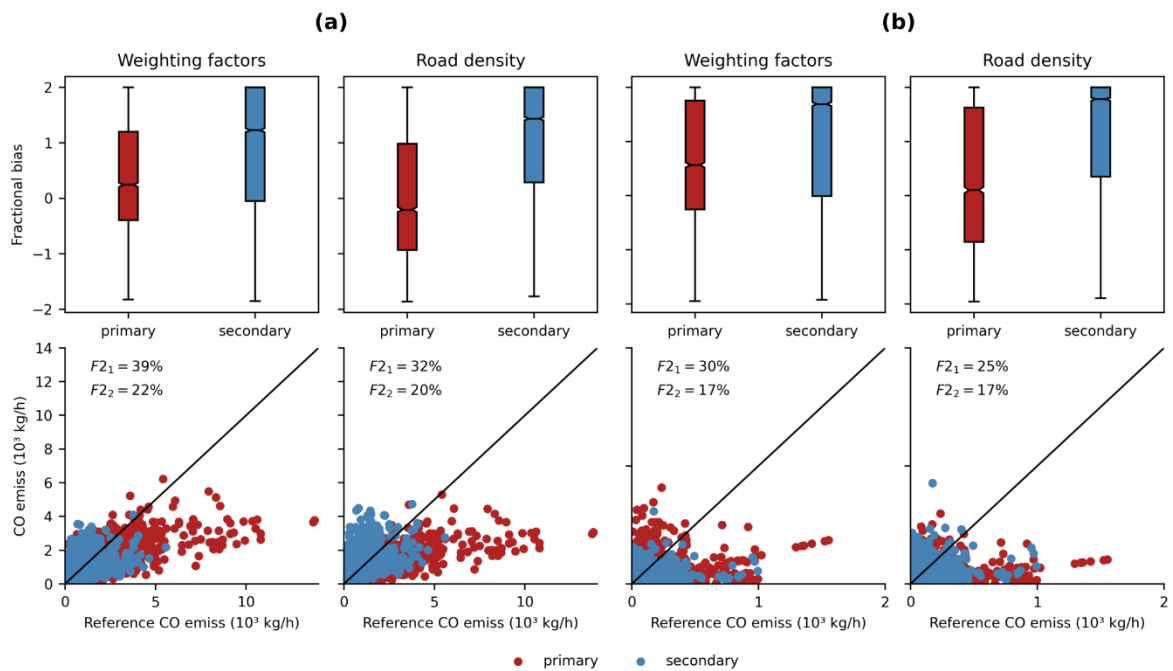 (a)
(b)
Weighting factors
Road density
Weighting factors
Road density
Fractional bias
2
1
0
−1
−2
primary
secondary
primary
secondary
primary
secondary
primary
secondary
CO emiss (10³ kg/h)
14
12
10
8
6
4
2
0
F2₁ = 39%
F2₂ = 22%
F2₁ = 32%
F2₂ = 20%
F2₁ = 30%
F2₂ = 17%
F2₁ = 25%
F2₂ = 17%
0
5
10
0
5
10
0
1
2
0
1
2
Reference CO emiss (10³ kg/h)
Reference CO emiss (10³ kg/h)
Reference CO emiss (10³ kg/h)
Reference CO emiss (10³ kg/h)
primary
secondary